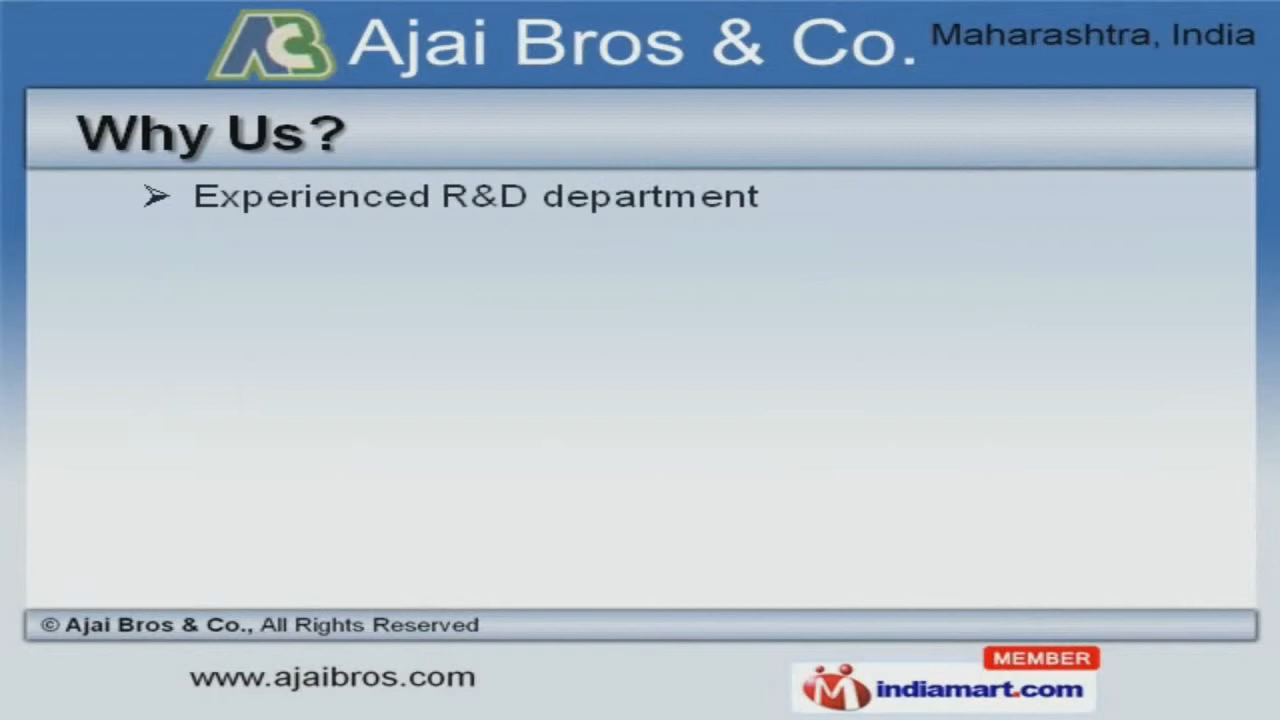 ABC Ajai Bros & Co. Maharashtra, India
Why Us?
➢ Experienced R&D department
© Ajai Bros & Co., All Rights Reserved
www.ajaibros.com
MEMBER
indiamart.com